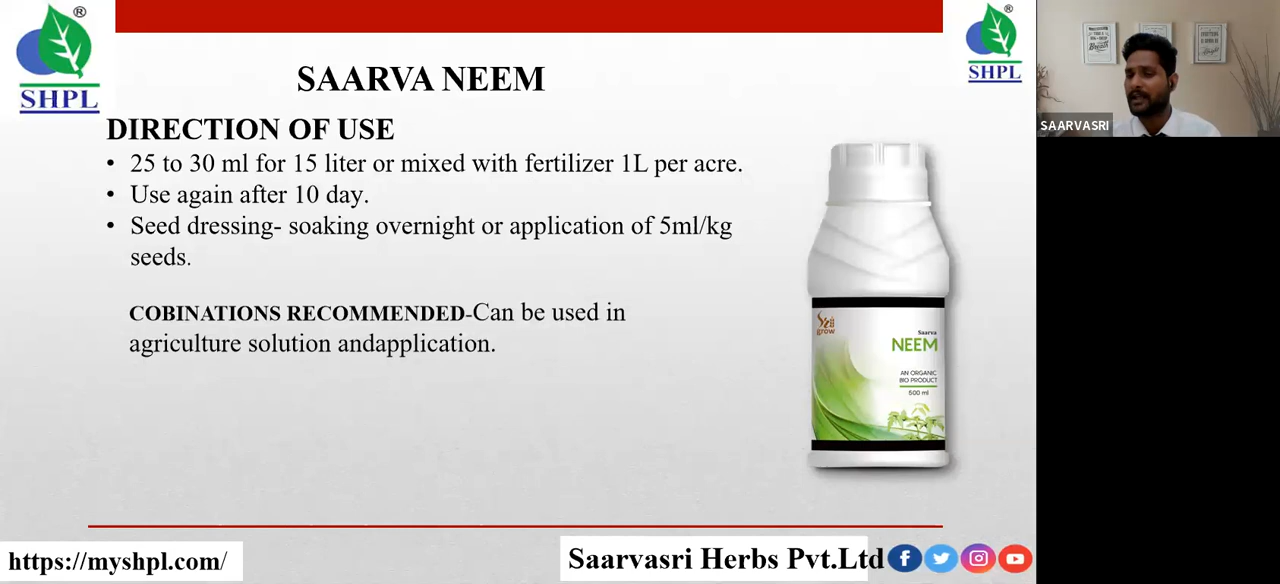 ®
SHPL
SAARVA NEEM
DIRECTION OF USE
• 25 to 30 ml for 15 liter or mixed with fertilizer 1L per acre.
• Use again after 10 day.
• Seed dressing- soaking overnight or application of 5ml/kg
seeds.
COBINATIONS RECOMMENDED-Can be used in
agriculture solution andapplication.
®
SHPL
SAARVASRI
grow
Saarva
NEEM
AN ORGANIC
BIO PRODUCT
500 ml
https://myshpl.com/
Saarvasri Herbs Pvt.Ltd